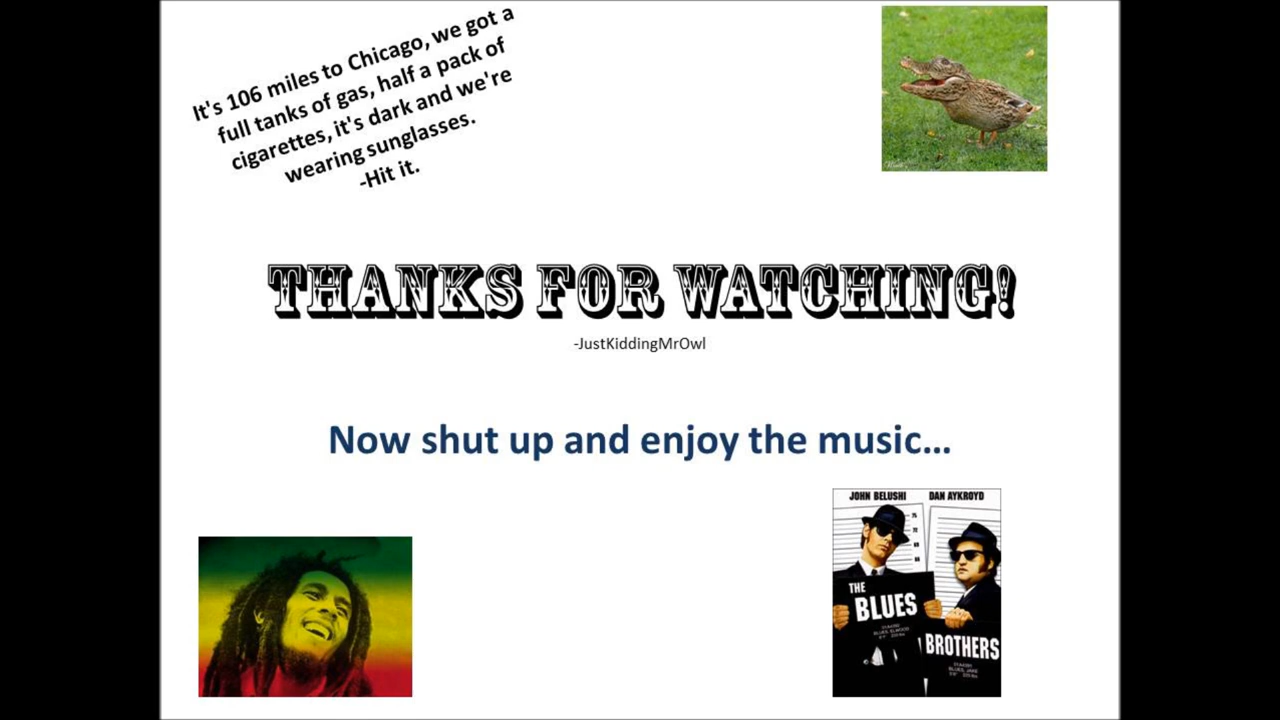 It's 106 miles to Chicago, we got a
full tanks of gas, half a pack of
cigarettes, it's dark and we're
wearing sunglasses.
-Hit it.
THANKS FOR WATCHING!
-JustKiddingMrOwl
Now shut up and enjoy the music...
JOHN BELUSHI DAN AYKROYD
THE
BLUES
BROTHERS